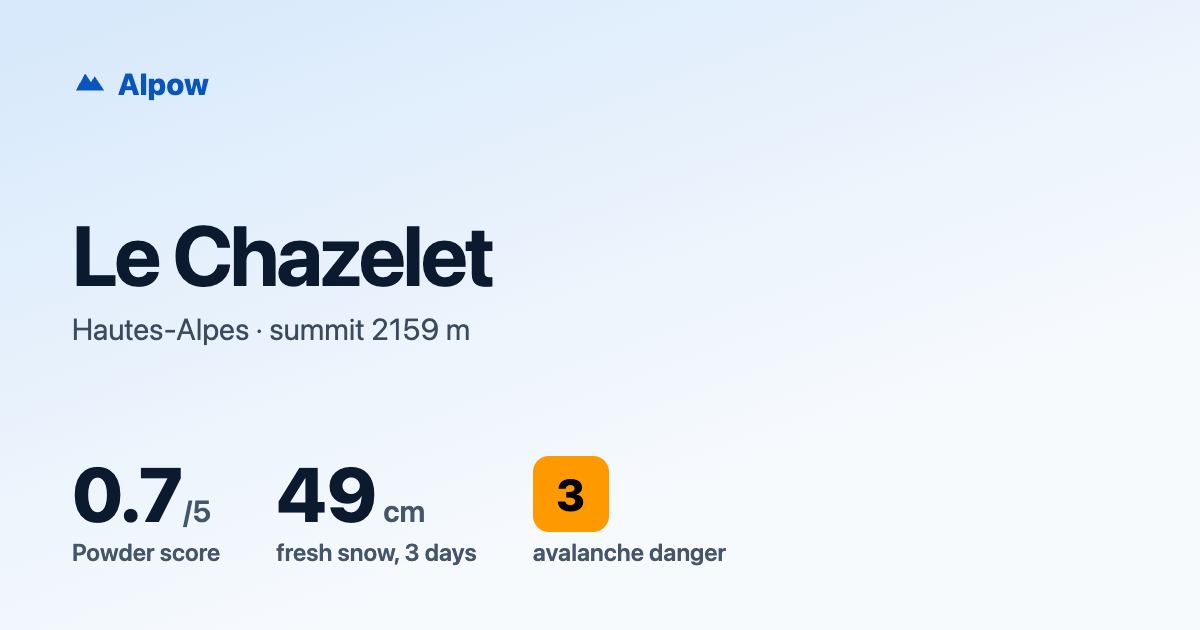 Alpow
Le Chazelet
Hautes-Alpes · summit 2159 m
0.7/5 49 cm 3
Powder score fresh snow, 3 days avalanche danger